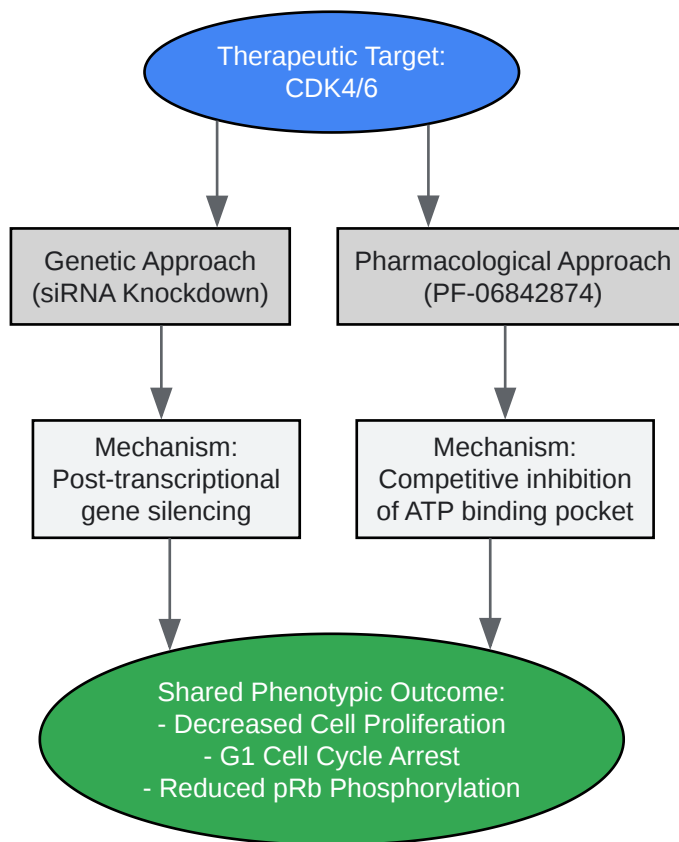 Therapeutic Target:
CDK4/6
Genetic Approach
(siRNA Knockdown)
Pharmacological Approach
(PF-06842874)
Mechanism:
Post-transcriptional
gene silencing
Mechanism:
Competitive inhibition
of ATP binding pocket
Shared Phenotypic Outcome:
- Decreased Cell Proliferation
- G1 Cell Cycle Arrest
- Reduced pRb Phosphorylation